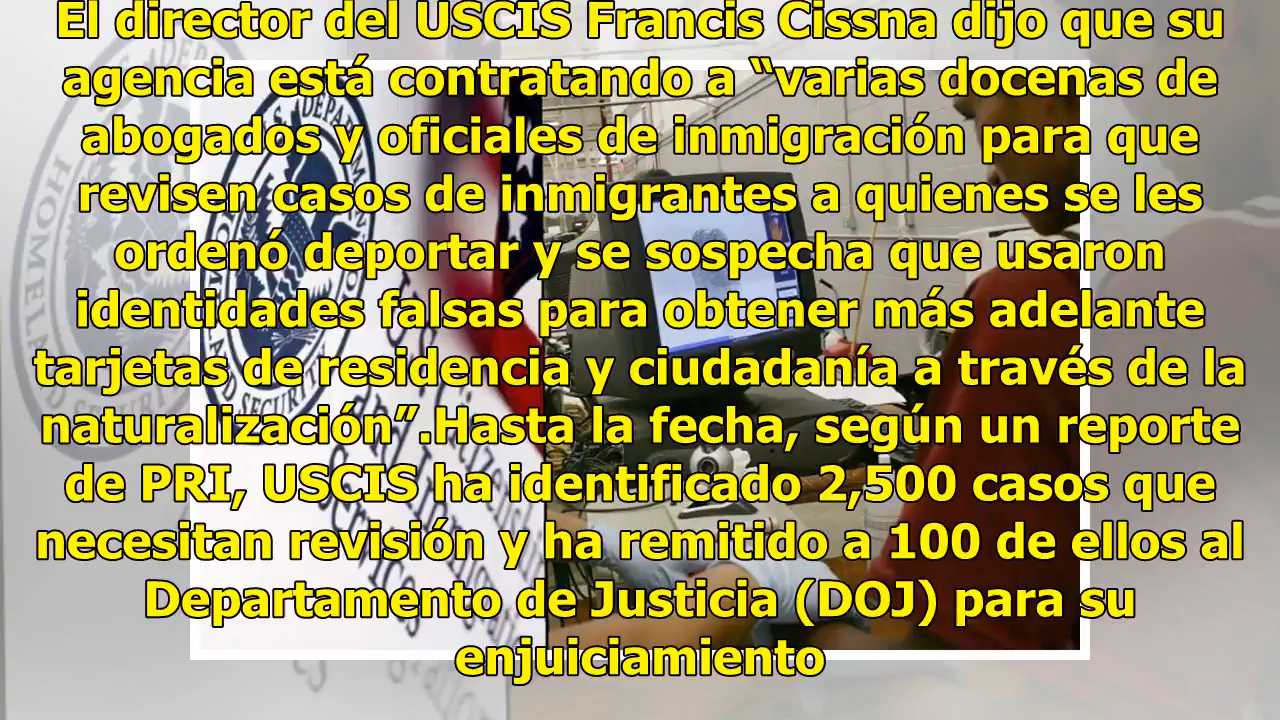 El director del USCIS Francis Cissna dijo que su
agencia está contratando a “varias docenas de
abogados y oficiales de inmigración para que
revisen casos de inmigrantes a quienes se les
ordenó deportar y se sospecha que usaron
identidades falsas para obtener más adelante
tarjetas de residencia y ciudadanía a través de la
naturalización”.Hasta la fecha, según un reporte
de PRI, USCIS ha identificado 2,500 casos que
necesitan revisión y ha remitido a 100 de ellos al
Departamento de Justicia (DOJ) para su
enjuiciamiento
HOMELAND SECURITY
Services